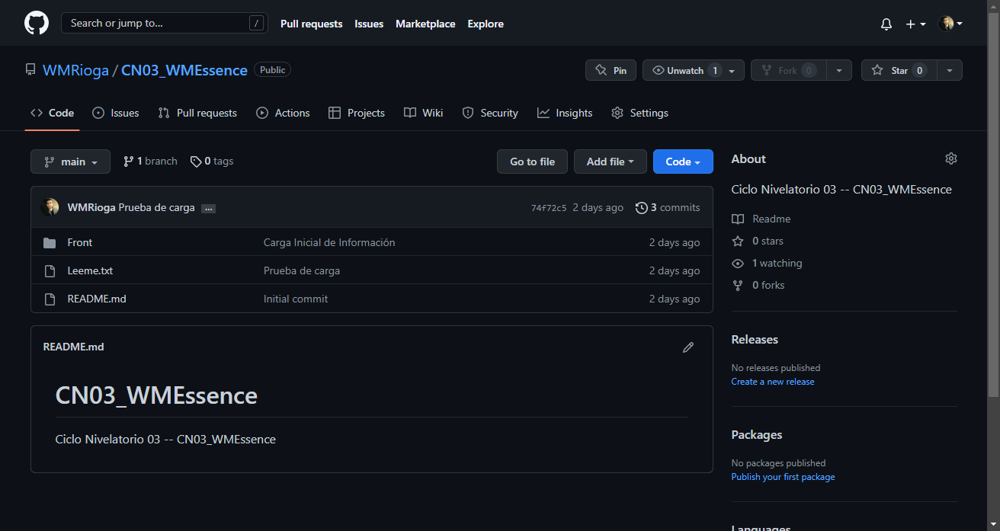 Search or jump to... /
Pull requests Issues Marketplace Explore
WMRioga / CN03_WMEssence Public
Pin Unwatch 1 Fork 0 Star 0
Code Issues Pull requests Actions Projects Wiki Security Insights Settings
main 1 branch 0 tags Go to file Add file Code
WMRioga Prueba de carga ... 74f72c5 2 days ago 3 commits
Front Carga Inicial de Información 2 days ago
Leeme.txt Prueba de carga 2 days ago
README.md Initial commit 2 days ago
README.md
CN03_WMEssence
Ciclo Nivelatorio 03 -- CN03_WMEssence
About
Ciclo Nivelatorio 03 -- CN03_WMEssence
Readme
0 stars
1 watching
0 forks
Releases
No releases published
Create a new release
Packages
No packages published
Publish your first package
Languages